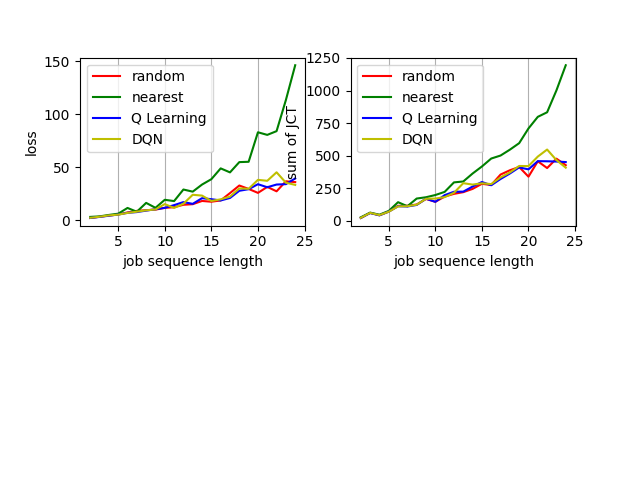 150
100
50
0
loss
random
nearest
Q Learning
DQN
5
10
15
20
25
job sequence length
1250
1000
750
500
250
0
sum of JCT
random
nearest
Q Learning
DQN
5
10
15
20
25
job sequence length